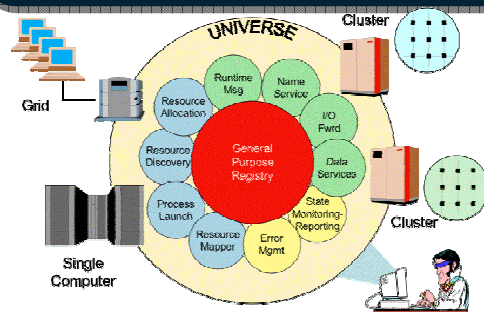 UNIVERSE
Cluster
Grid
Runtime
Msg
Name
Service
Resource
Allocation
I/O
Fwrd
Resource
Discovery
General
Purpose
Registry
Data
Services
Process
Launch
State
Monitoring-
Reporting
Resource
Mapper
Error
Mgmt
Cluster
Single
Computer